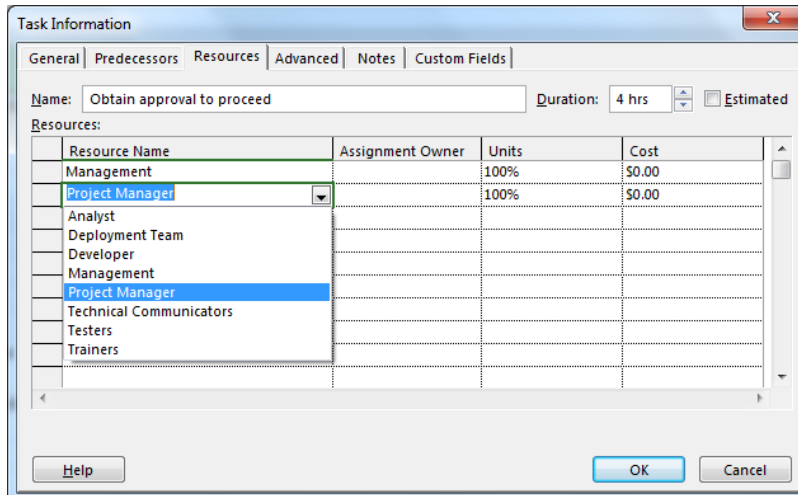 Task Information
General Predecessors Resources Advanced Notes Custom Fields
Name: Obtain approval to proceed Duration: 4 hrs Estimated
Resources:
Resource Name Assignment Owner Units Cost
Management 100% $0.00
Project Manager 100% $0.00
Analyst
Deployment Team
Developer
Management
Project Manager
Technical Communicators
Testers
Trainers
Help OK Cancel